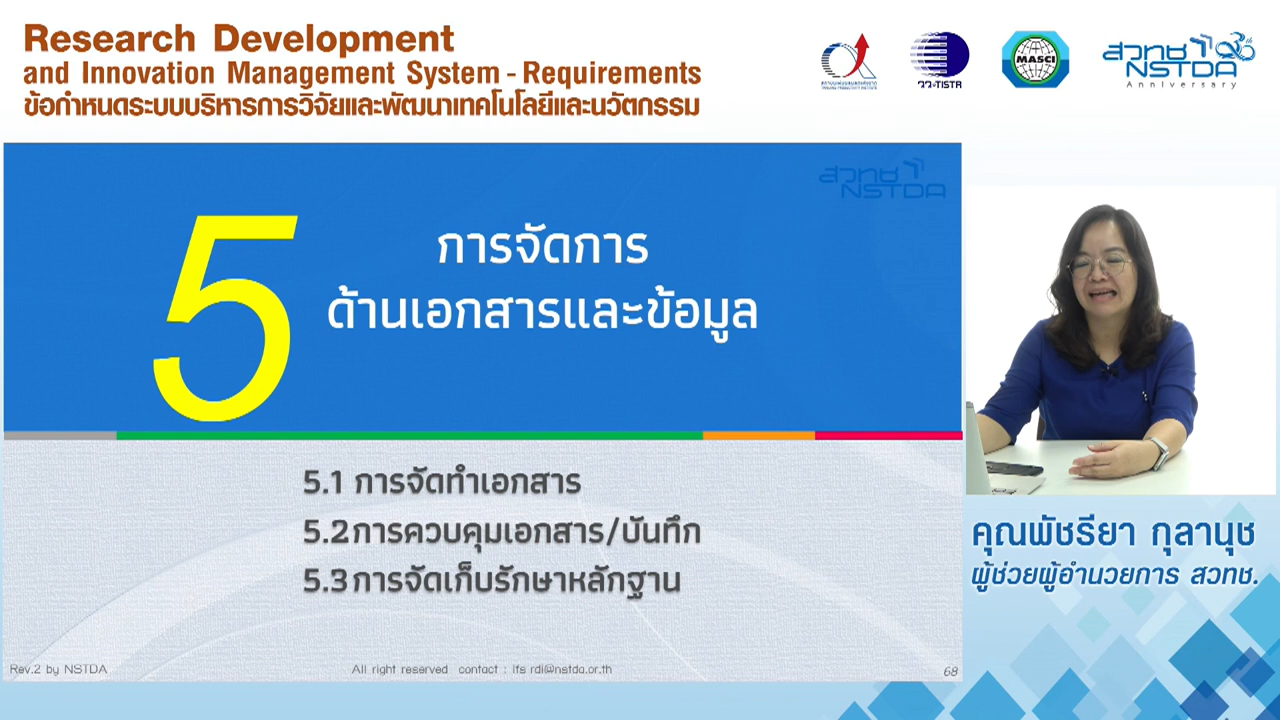 Research Development
and Innovation Management System - Requirements
ข้อกำหนดระบบบริหารการวิจัยและพัฒนาเทคโนโลยีและนวัตกรรม
วว-TISTR
MASCI
สวทช
NSTDA
Anniversary
สวทช
NSTDA
5
การจัดการ
ด้านเอกสารและข้อมูล
5.1 การจัดทำเอกสาร
5.2 การควบคุมเอกสาร/บันทึก
5.3 การจัดเก็บรักษาหลักฐาน
Rev.2 by NSTDA
All right reserved contact : ifs rdi@nstda.or.th
68
คุณพัชรียา กุลานุช
ผู้ช่วยผู้อำนวยการ สวทช.